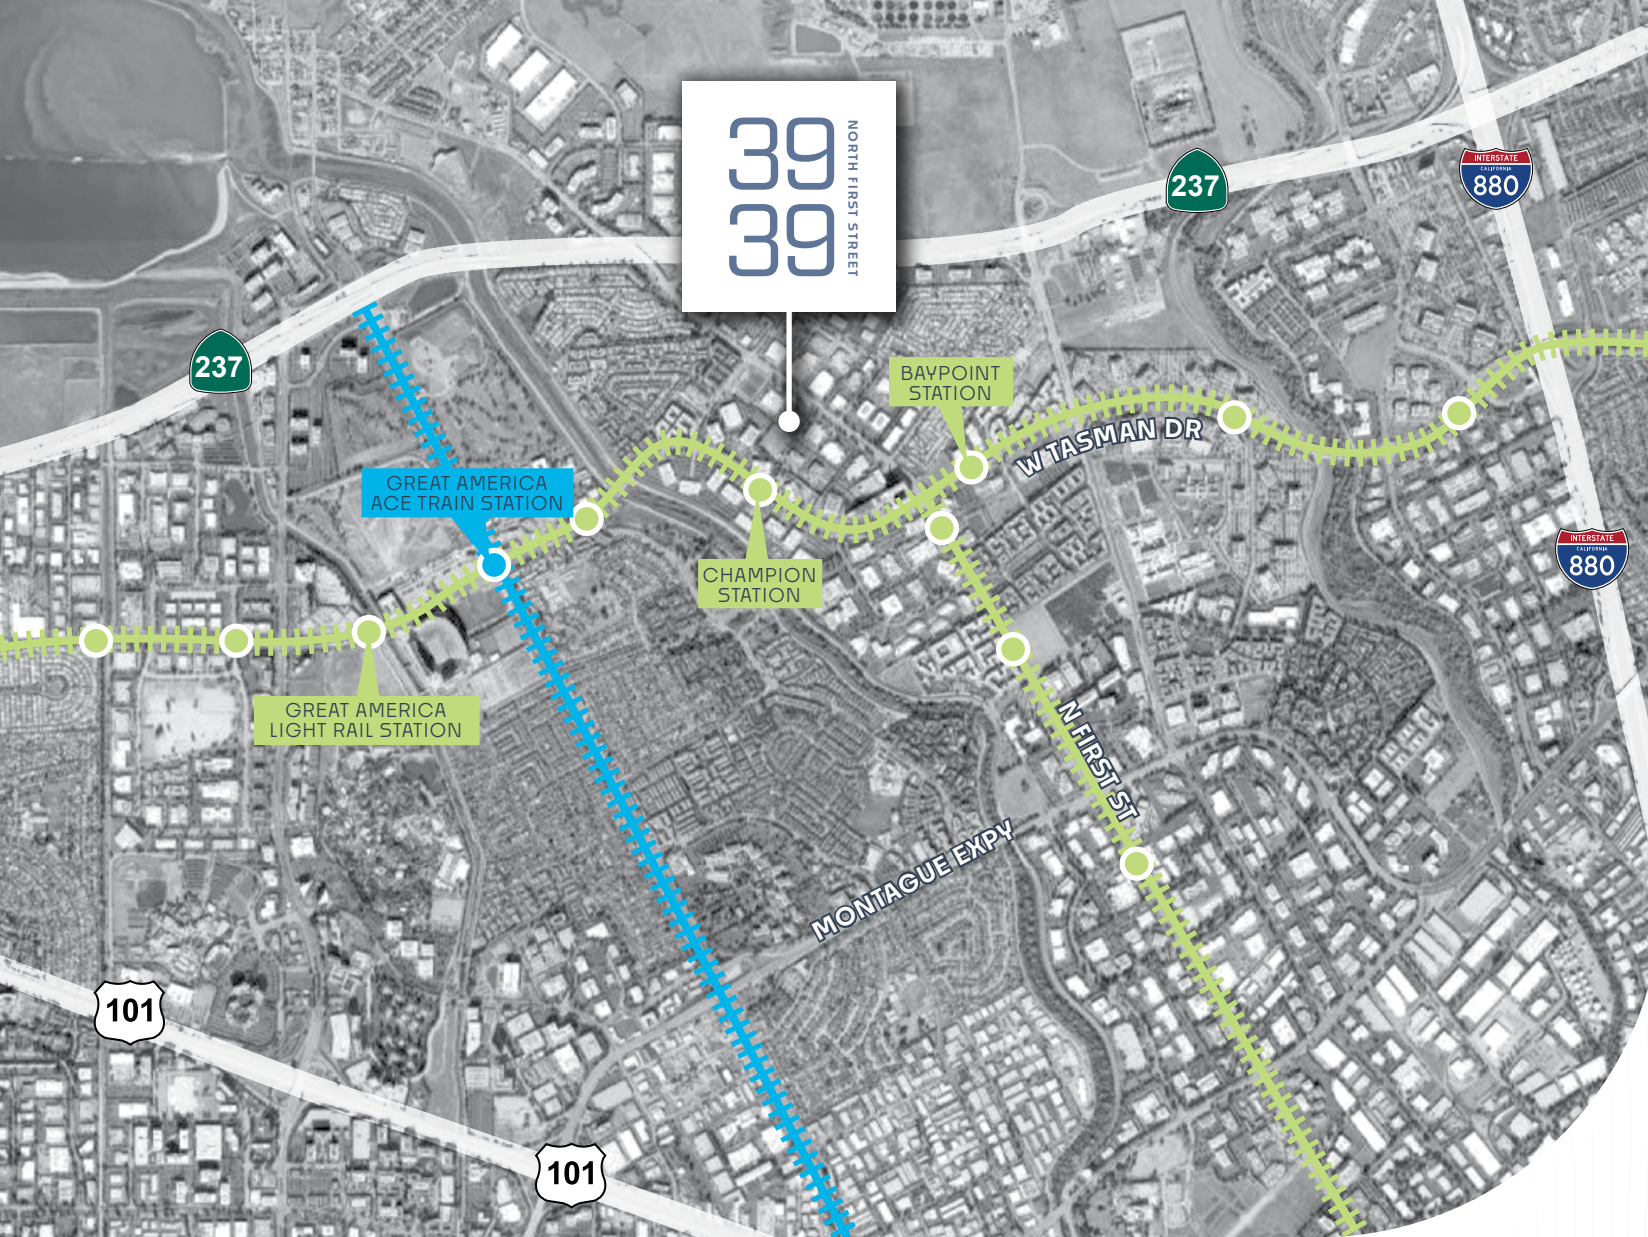 39
39
NORTH FIRST STREET
237
INTERSTATE
CALIFORNIA
880
237
BAYPOINT
STATION
W TASMAN DR
GREAT AMERICA
ACE TRAIN STATION
INTERSTATE
CALIFORNIA
880
CHAMPION
STATION
GREAT AMERICA
LIGHT RAIL STATION
N FIRST ST
MONTAGUE EXPY
101
101